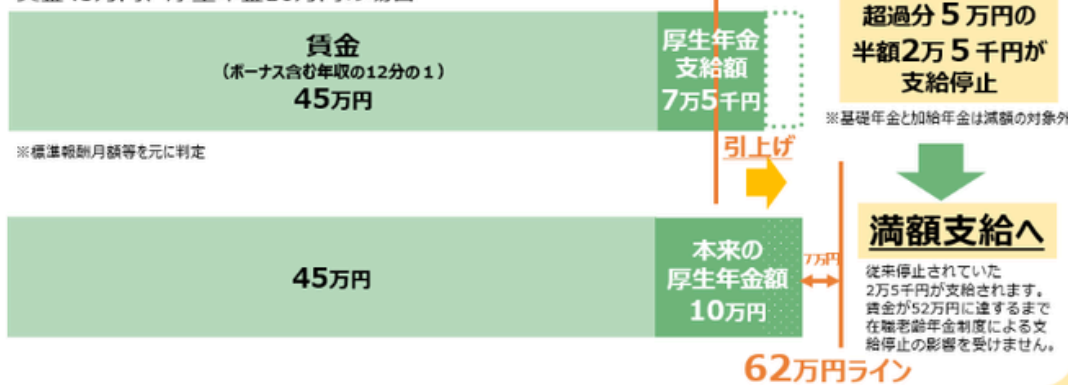 賃金
(ボーナス含む年収の12分の1)
45万円
厚生年金
支給額
7万5千円
超過分5万円の
半額2万5千円が
支給停止
※基礎年金と加給年金は減額の対象外
※標準報酬月額等を元に判定
引上げ
45万円
本来の
厚生年金額
10万円
7万円
満額支給へ
従来停止されていた
2万5千円が支給されます。
賃金が52万円に達するまで
在職老齢年金制度による支
給停止の影響を受けません。
62万円ライン